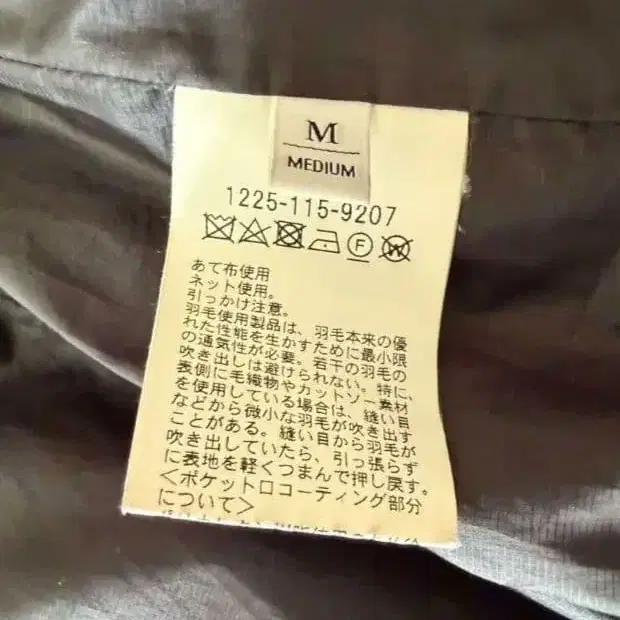 M
MEDIUM
1225-115-9207
F
W
あて布使用
ネット使用。
引っかけ注意。
羽毛使用製品は、羽毛本来の優
れた性能を生かすために最小限
の通気性が必要。若干の羽毛の
吹き出しは避けられない。特に、
表側に毛織物やカットソー素材
を使用している場合は、縫い目
などから微小な羽毛が吹き出す
ことがある。縫い目から羽毛が
吹き出していたら、引っ張らず
に表地を軽くつまんで押し戻す。
<ポケット口コーティング部分
について>